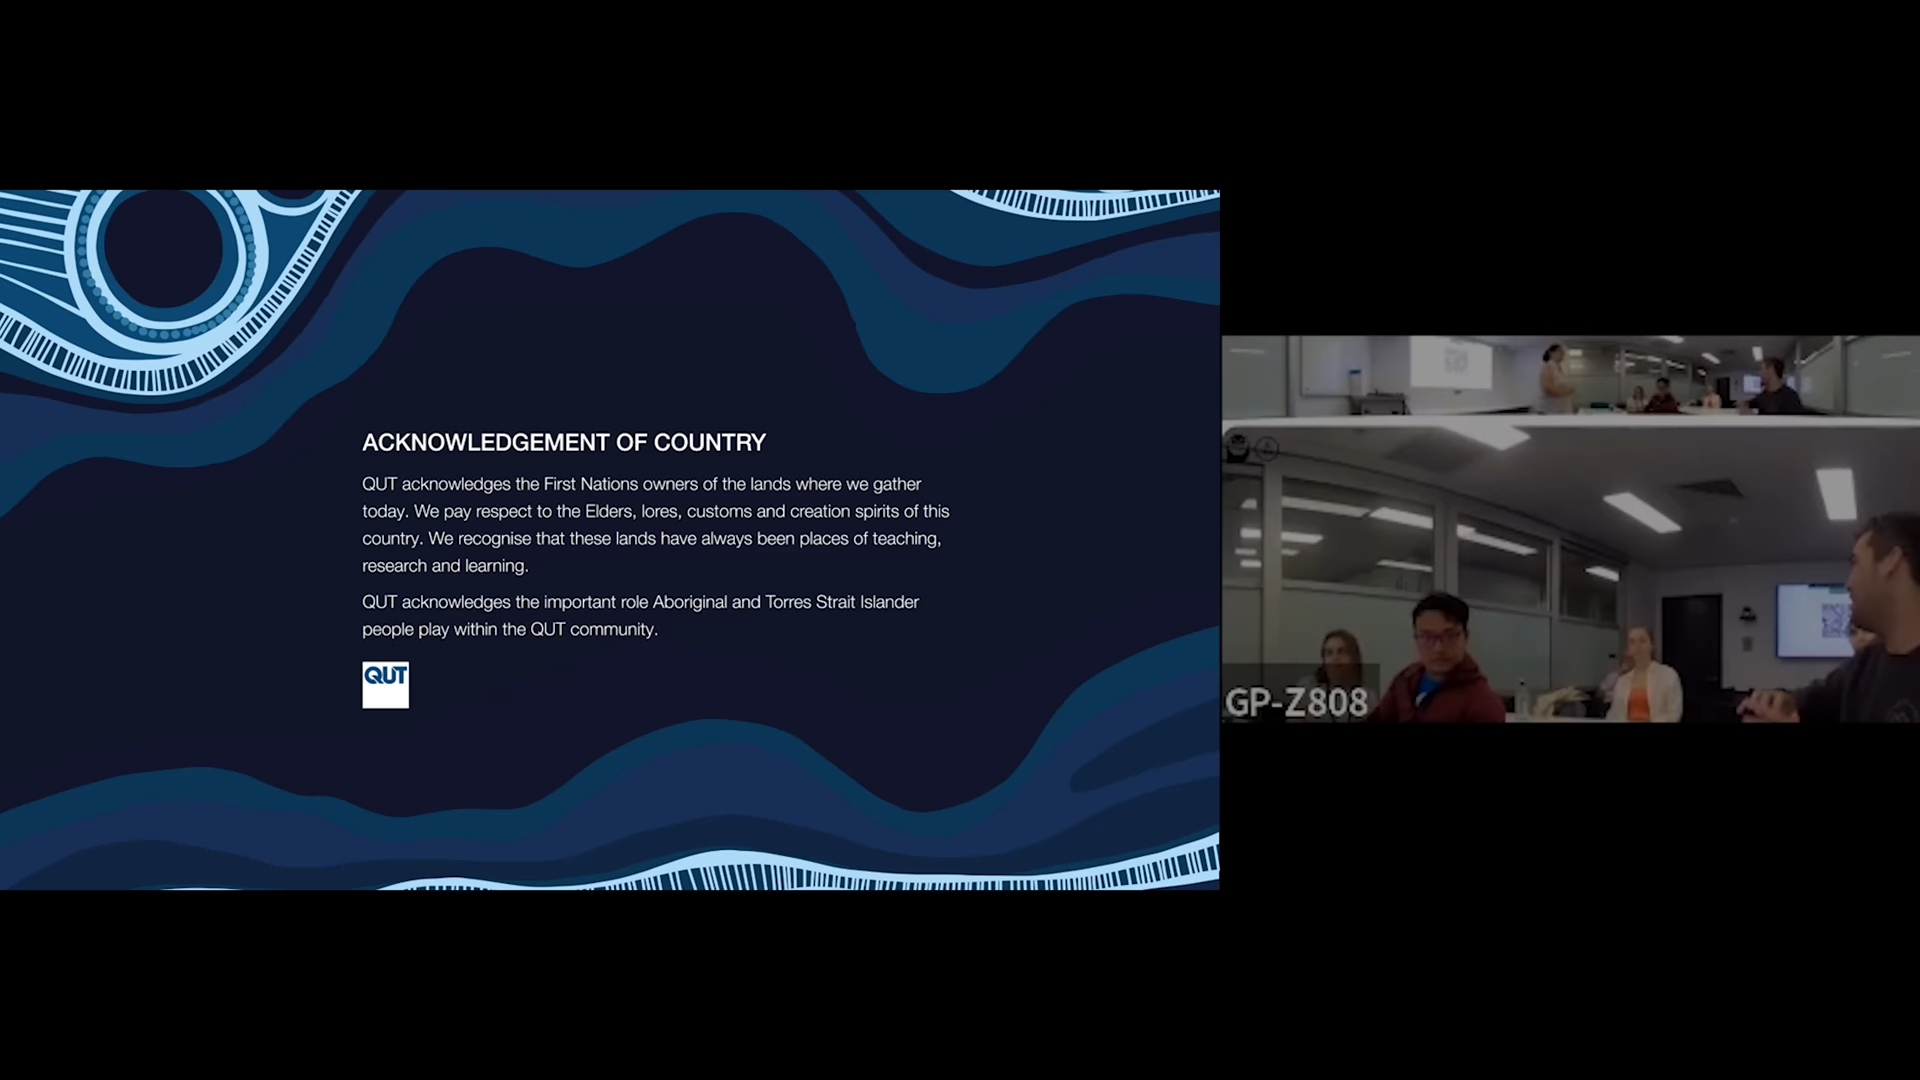 ACKNOWLEDGEMENT OF COUNTRY
QUT acknowledges the First Nations owners of the lands where we gather
today. We pay respect to the Elders, lores, customs and creation spirits of this
country. We recognise that these lands have always been places of teaching,
research and learning.
QUT acknowledges the important role Aboriginal and Torres Strait Islander
people play within the QUT community.
QUT
GP-Z808